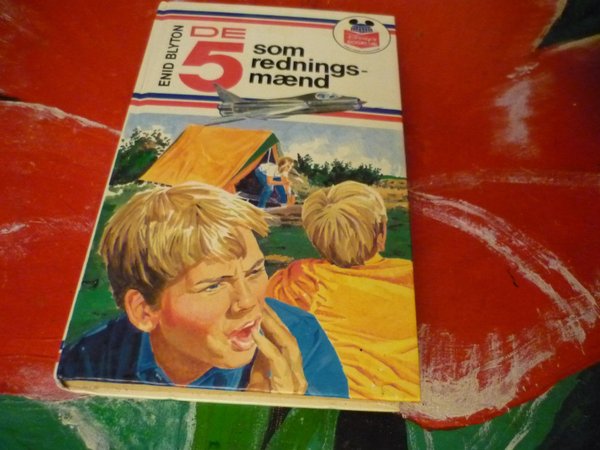 ENID BLYTON
DE
5
som
rednings-
mænd